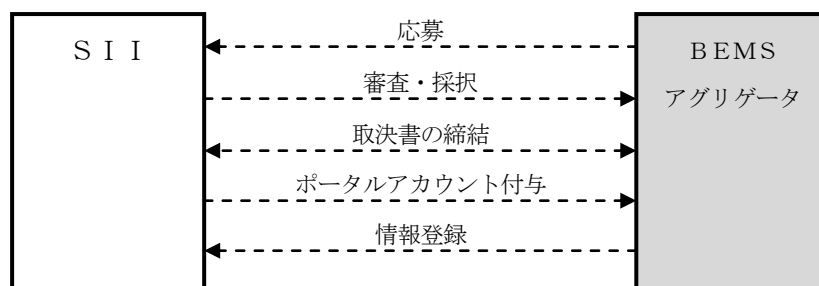 応募
ＳＩＩ
ＢＥＭＳ
アグリゲータ
審査・採択
取決書の締結
ポータルアカウント付与
情報登録